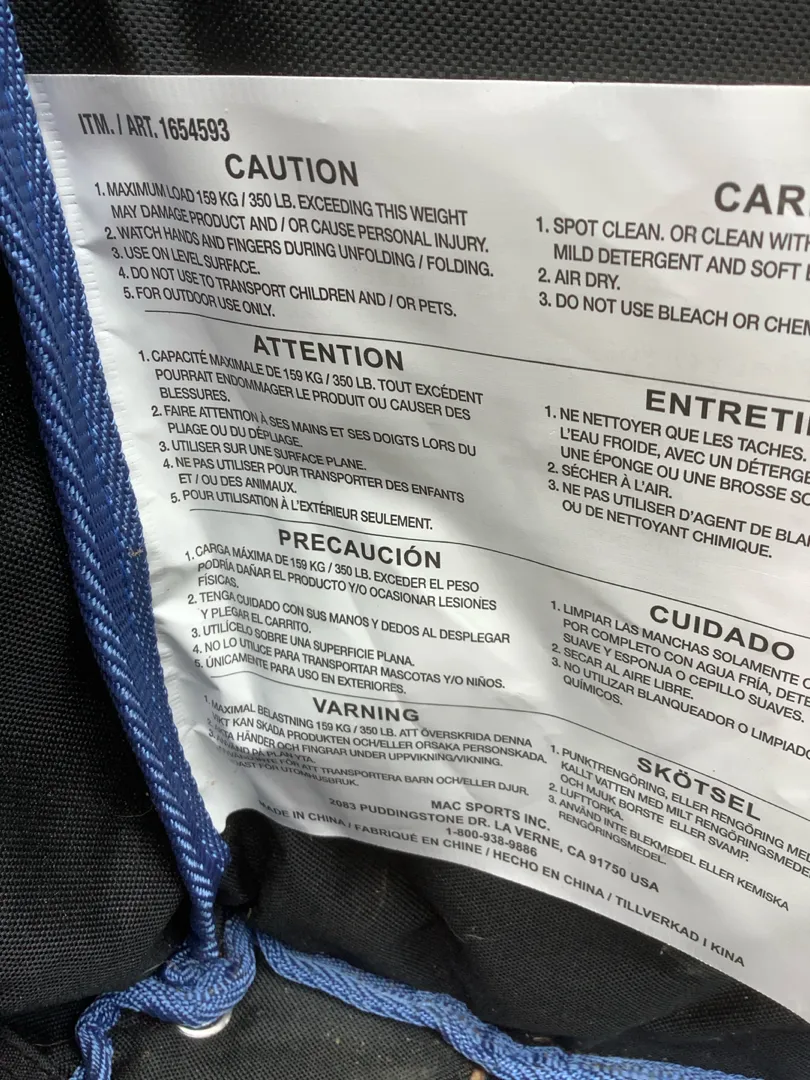 ITM. / ART. 1654593
CAUTION
1. MAXIMUM LOAD 159 KG / 350 LB. EXCEEDING THIS WEIGHT
MAY DAMAGE PRODUCT AND / OR CAUSE PERSONAL INJURY.
2. WATCH HANDS AND FINGERS DURING UNFOLDING / FOLDING.
3. USE ON LEVEL SURFACE.
4. DO NOT USE TO TRANSPORT CHILDREN AND / OR PETS.
5. FOR OUTDOOR USE ONLY.
CAR
1. SPOT CLEAN. OR CLEAN WITH
MILD DETERGENT AND SOFT
2. AIR DRY.
3. DO NOT USE BLEACH OR CHEM
ATTENTION
1. CAPACITÉ MAXIMALE DE 159 KG / 350 LB. TOUT EXCÉDENT
POURRAIT ENDOMMAGER LE PRODUIT OU CAUSER DES
BLESSURES.
2. FAIRE ATTENTION À SES MAINS ET SES DOIGTS LORS DU
PLIAGE OU DU DÉPLIAGE.
3. UTILISER SUR UNE SURFACE PLANE.
4. NE PAS UTILISER POUR TRANSPORTER DES ENFANTS
ET / OU DES ANIMAUX.
5. POUR UTILISATION À L'EXTÉRIEUR SEULEMENT.
ENTRETI
1. NE NETTOYER QUE LES TACHES.
L'EAU FROIDE, AVEC UN DÉTERGE
UNE ÉPONGE OU UNE BROSSE SO
2. SÉCHER À L'AIR.
3. NE PAS UTILISER D'AGENT DE BLA
OU DE NETTOYANT CHIMIQUE.
PRECAUCIÓN
1. CARGA MÁXIMA DE 159 KG / 350 LB. EXCEDER EL PESO
PODRÍA DAÑAR EL PRODUCTO Y/O OCASIONAR LESIONES
FÍSICAS.
2. TENGA CUIDADO CON SUS MANOS Y DEDOS AL DESPLEGAR
Y PLEGAR EL CARRITO.
3. UTILÍCELO SOBRE UNA SUPERFICIE PLANA.
4. NO LO UTILICE PARA TRANSPORTAR MASCOTAS Y/O NIÑOS.
5. ÚNICAMENTE PARA USO EN EXTERIORES.
CUIDADO
1. LIMPIAR LAS MANCHAS SOLAMENTE
POR COMPLETO CON AGUA FRÍA, DETE
SUAVE Y ESPONJA O CEPILLO SUAVES.
2. SECAR AL AIRE LIBRE.
3. NO UTILIZAR BLANQUEADOR O LIMPIADO
QUÍMICOS.
VARNING
1. MAXIMAL BELASTNING 159 KG / 350 LB. ATT ÖVERSKRIDA DENNA
VIKT KAN SKADA PRODUKTEN OCH/ELLER ORSAKA PERSONSKADA.
HÄNDER OCH FINGRAR UNDER UPPVIKNING/VIKNING.
FÖR ATT TRANSPORTERA BARN OCH/ELLER DJUR.
FÖR UTOMHUSBRUK.
SKÖTSEL
1. PUNKTRENGÖRING, ELLER RENGÖRING MED
KALLT VATTEN MED MILT RENGÖRINGSMEDE
OCH MJUK BORSTE ELLER SVAMP.
2. LUFTTORKA.
3. ANVÄND INTE BLEKMEDEL ELLER KEMISKA
RENGÖRINGSMEDEL.
MAC SPORTS INC.
2083 PUDDINGSTONE DR. LA VERNE, CA 91750 USA
1-800-938-9886
MADE IN CHINA / FABRIQUÉ EN CHINE / HECHO EN CHINA / TILLVERKAD I KINA